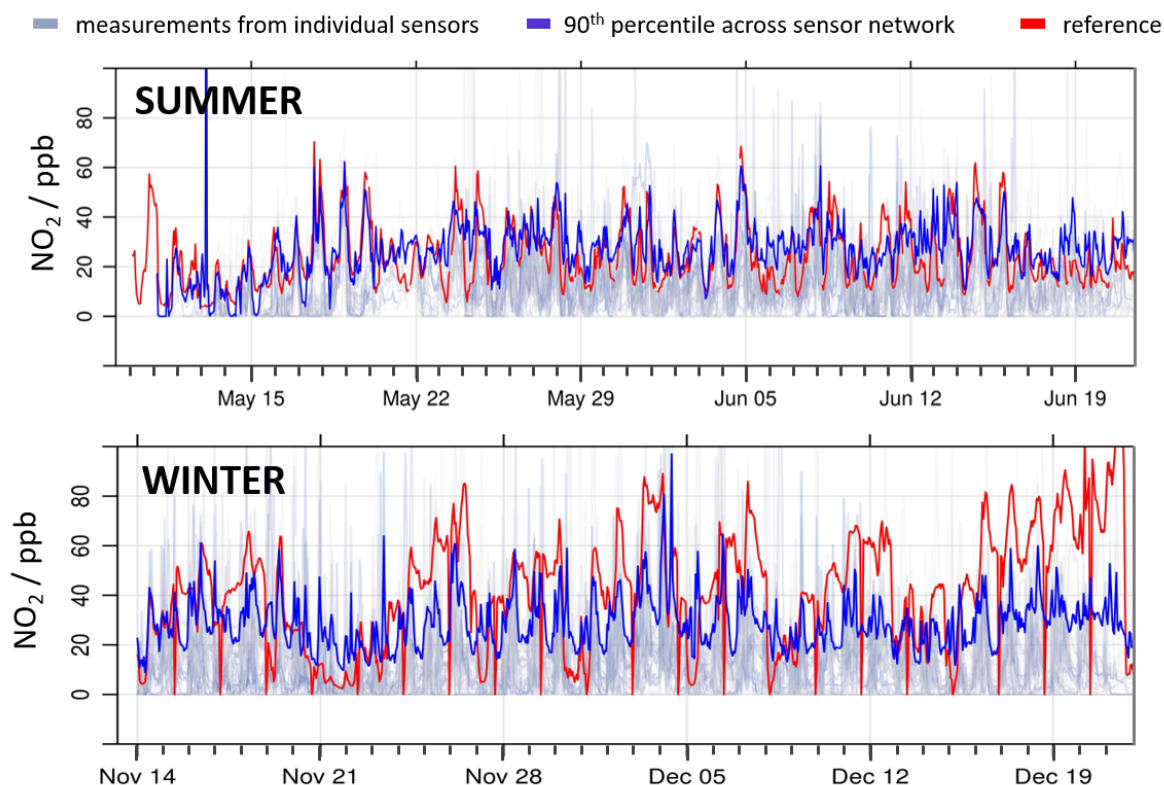 measurements from individual sensors 90th percentile across sensor network reference
SUMMER
NO2 / ppb
80
60
40
20
0
May 15 May 22 May 29 Jun 05 Jun 12 Jun 19
WINTER
NO2 / ppb
80
60
40
20
0
Nov 14 Nov 21 Nov 28 Dec 05 Dec 12 Dec 19